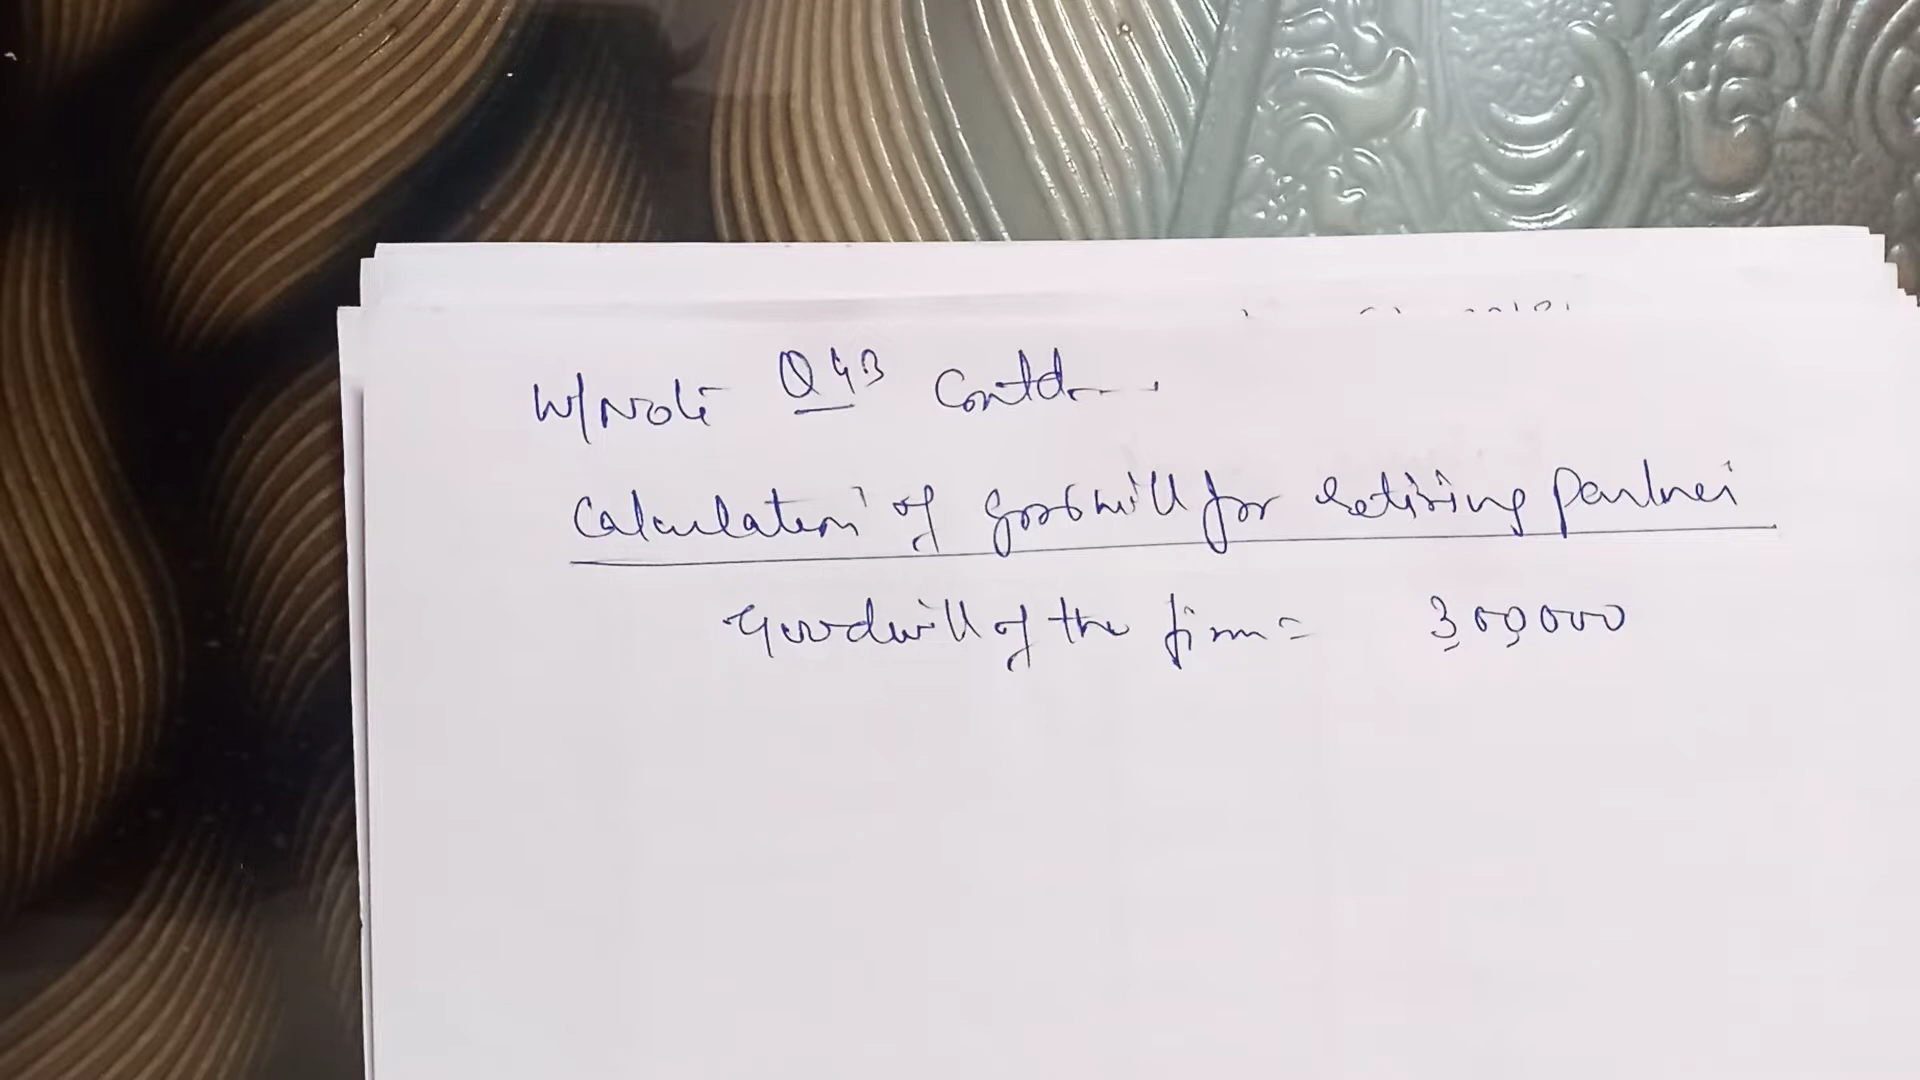 W/Note Q43 Contd---.
Calculation of goodwill for retiring partner
Goodwill of the firm = 3,00,000